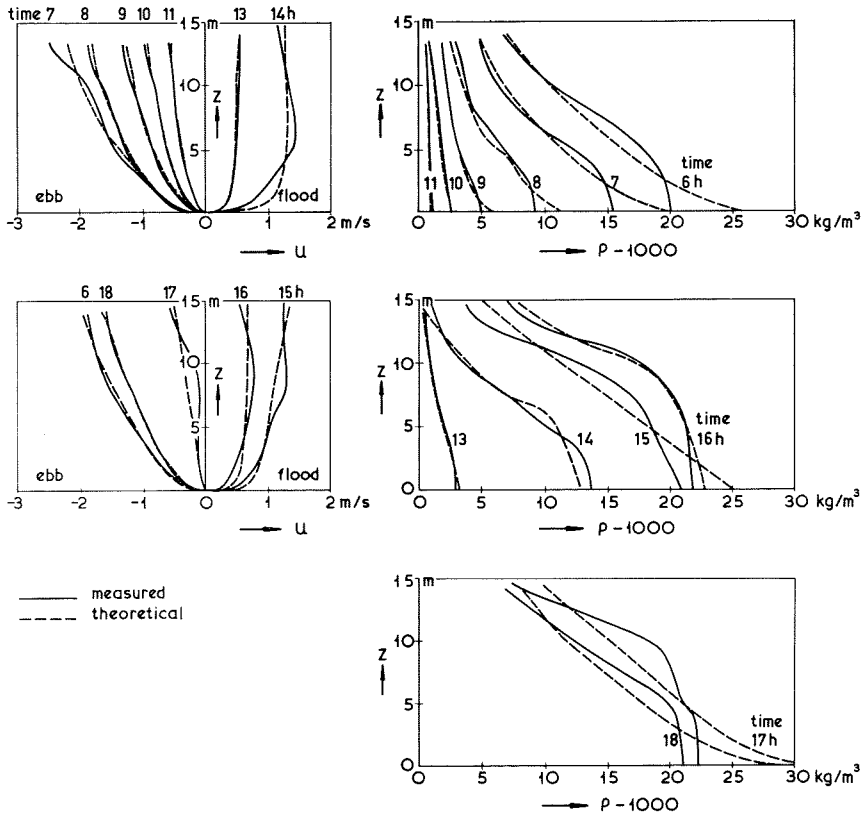 time 7 8 9 10 11 15 m 13 14h
10
5
z
ebb flood
-3 -2 -1 0 1 2 m/s
u
15 m
10
5
0
z
11 10 9 8 7 time
6h
0 5 10 15 20 25 30 kg/m³
ρ-1000
6 18 17 15 m 16 15h
10
5
z
ebb flood
-3 -2 -1 0 1 2 m/s
u
15 m
10
5
0
z
13 14 15 time
16h
0 5 10 15 20 25 30 kg/m³
ρ-1000
measured
theoretical
15 m
10
5
0
z
18 time
17h
0 5 10 15 20 25 30 kg/m³
ρ-1000